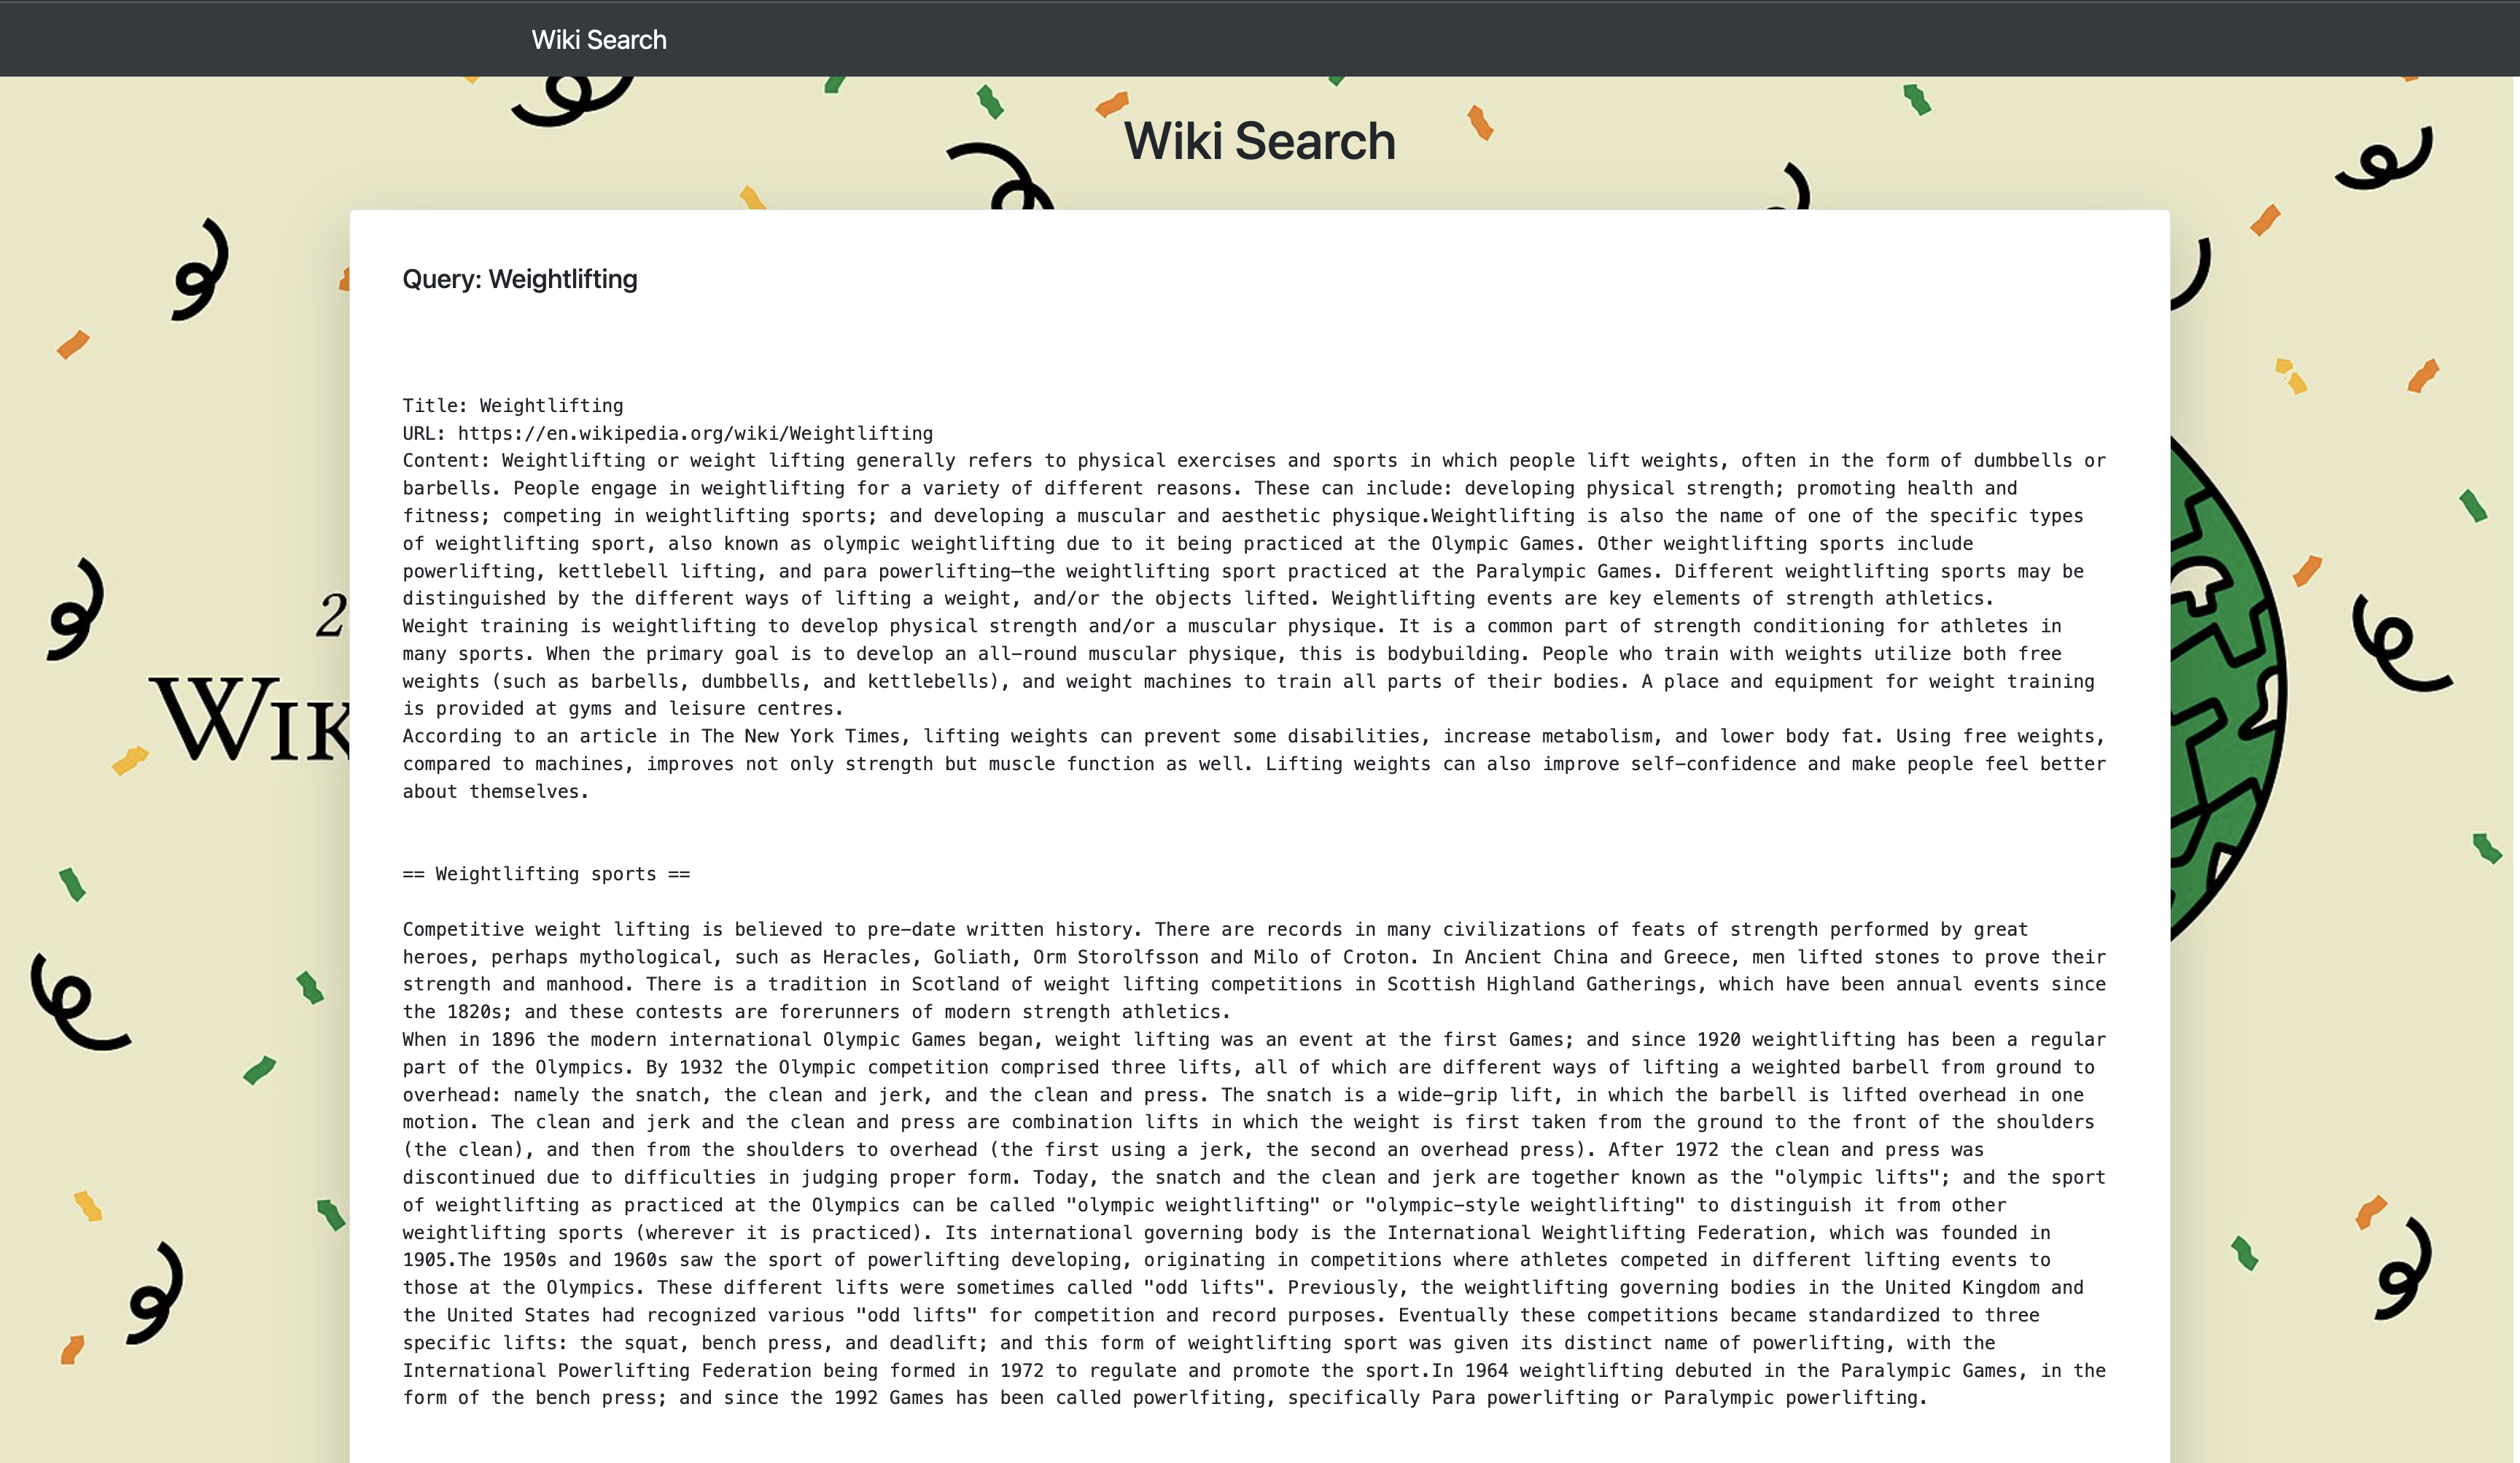 Wiki Search
Wiki Search
Query: Weightlifting
Title: Weightlifting
URL: https://en.wikipedia.org/wiki/Weightlifting
Content: Weightlifting or weight lifting generally refers to physical exercises and sports in which people lift weights, often in the form of dumbbells or
barbells. People engage in weightlifting for a variety of different reasons. These can include: developing physical strength; promoting health and
fitness; competing in weightlifting sports; and developing a muscular and aesthetic physique.Weightlifting is also the name of one of the specific types
of weightlifting sport, also known as olympic weightlifting due to it being practiced at the Olympic Games. Other weightlifting sports include
powerlifting, kettlebell lifting, and para powerlifting—the weightlifting sport practiced at the Paralympic Games. Different weightlifting sports may be
distinguished by the different ways of lifting a weight, and/or the objects lifted. Weightlifting events are key elements of strength athletics.
Weight training is weightlifting to develop physical strength and/or a muscular physique. It is a common part of strength conditioning for athletes in
many sports. When the primary goal is to develop an all-round muscular physique, this is bodybuilding. People who train with weights utilize both free
weights (such as barbells, dumbbells, and kettlebells), and weight machines to train all parts of their bodies. A place and equipment for weight training
is provided at gyms and leisure centres.
According to an article in The New York Times, lifting weights can prevent some disabilities, increase metabolism, and lower body fat. Using free weights,
compared to machines, improves not only strength but muscle function as well. Lifting weights can also improve self-confidence and make people feel better
about themselves.
== Weightlifting sports ==
Competitive weight lifting is believed to pre-date written history. There are records in many civilizations of feats of strength performed by great
heroes, perhaps mythological, such as Heracles, Goliath, Orm Storolfsson and Milo of Croton. In Ancient China and Greece, men lifted stones to prove their
strength and manhood. There is a tradition in Scotland of weight lifting competitions in Scottish Highland Gatherings, which have been annual events since
the 1820s; and these contests are forerunners of modern strength athletics.
When in 1896 the modern international Olympic Games began, weight lifting was an event at the first Games; and since 1920 weightlifting has been a regular
part of the Olympics. By 1932 the Olympic competition comprised three lifts, all of which are different ways of lifting a weighted barbell from ground to
overhead: namely the snatch, the clean and jerk, and the clean and press. The snatch is a wide-grip lift, in which the barbell is lifted overhead in one
motion. The clean and jerk and the clean and press are combination lifts in which the weight is first taken from the ground to the front of the shoulders
(the clean), and then from the shoulders to overhead (the first using a jerk, the second an overhead press). After 1972 the clean and press was
discontinued due to difficulties in judging proper form. Today, the snatch and the clean and jerk are together known as the "olympic lifts"; and the sport
of weightlifting as practiced at the Olympics can be called "olympic weightlifting" or "olympic-style weightlifting" to distinguish it from other
weightlifting sports (wherever it is practiced). Its international governing body is the International Weightlifting Federation, which was founded in
1905.The 1950s and 1960s saw the sport of powerlifting developing, originating in competitions where athletes competed in different lifting events to
those at the Olympics. These different lifts were sometimes called "odd lifts". Previously, the weightlifting governing bodies in the United Kingdom and
the United States had recognized various "odd lifts" for competition and record purposes. Eventually these competitions became standardized to three
specific lifts: the squat, bench press, and deadlift; and this form of weightlifting sport was given its distinct name of powerlifting, with the
International Powerlifting Federation being formed in 1972 to regulate and promote the sport.In 1964 weightlifting debuted in the Paralympic Games, in the
form of the bench press; and since the 1992 Games has been called powerlfiting, specifically Para powerlifting or Paralympic powerlifting.
2
WIK